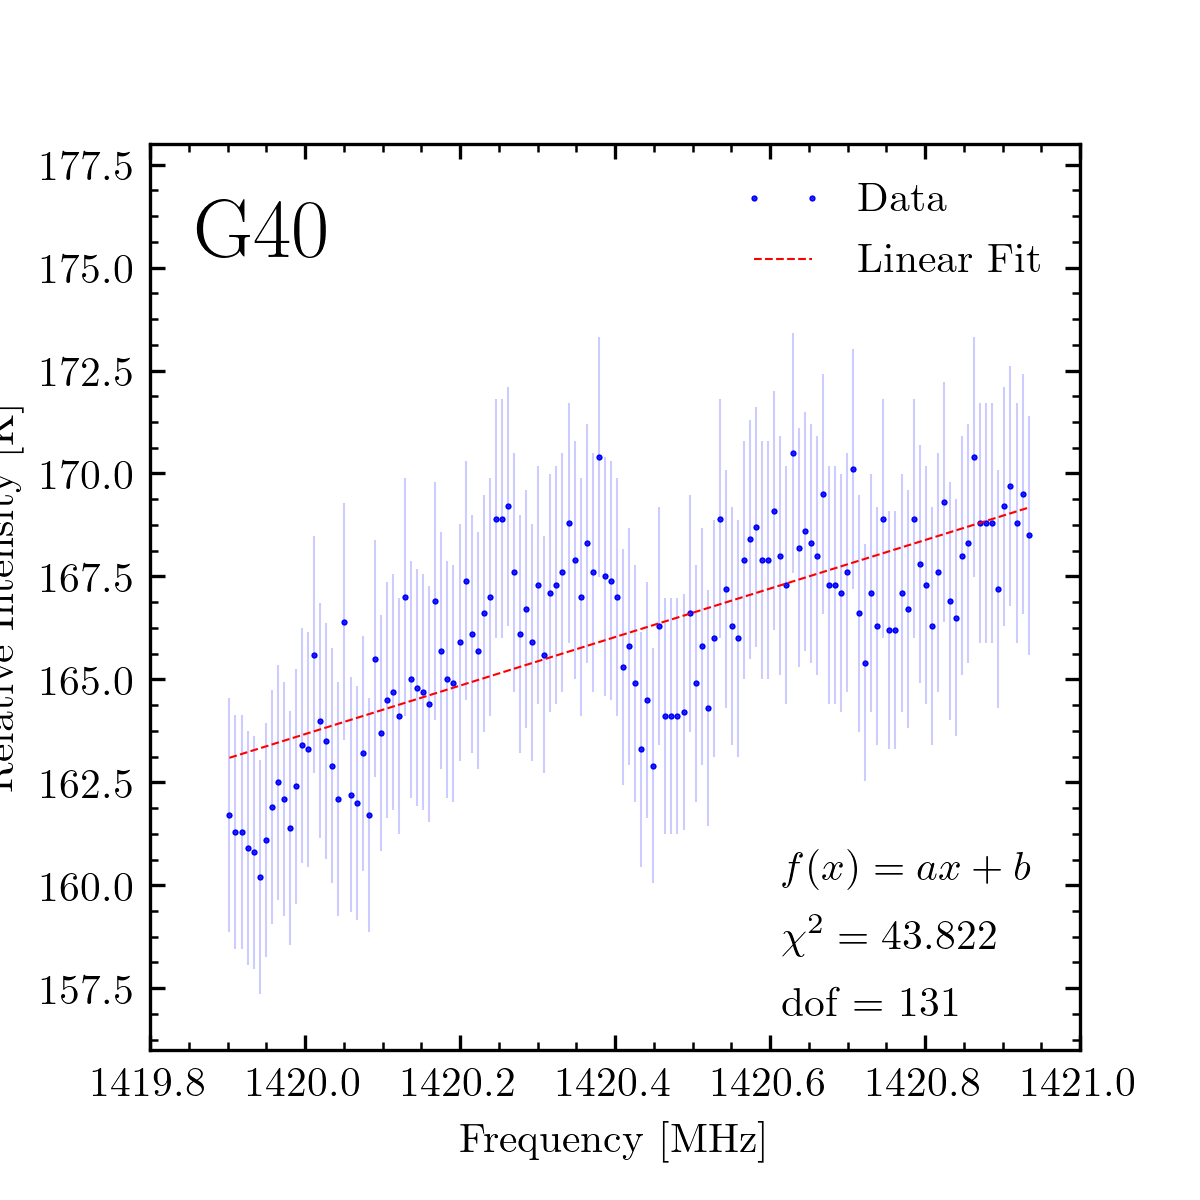 G40
Data
Linear Fit
177.5
175.0
172.5
170.0
167.5
165.0
162.5
160.0
157.5
Relative Intensity [K]
f(x) = ax + b
χ² = 43.822
dof = 131
1419.8 1420.0 1420.2 1420.4 1420.6 1420.8 1421.0
Frequency [MHz]